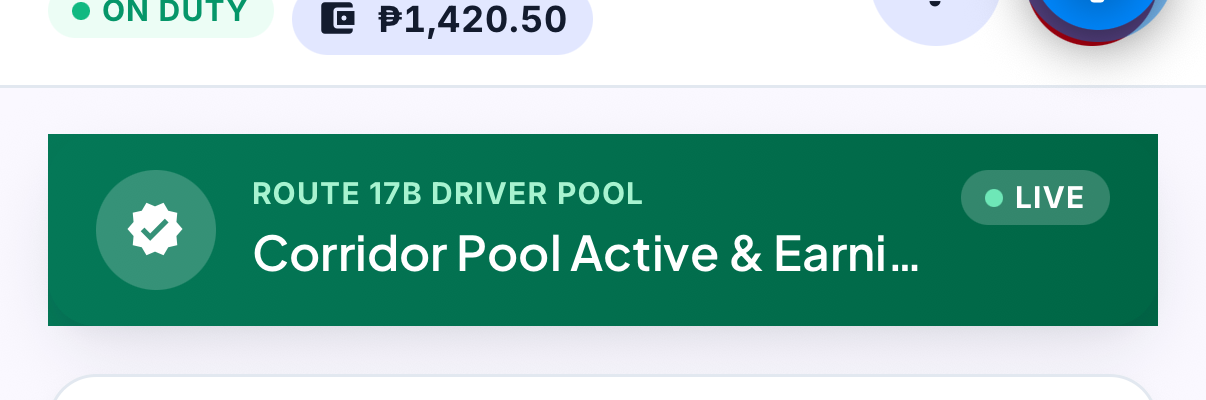 ON DUTY
₱1,420.50
ROUTE 17B DRIVER POOL
LIVE
Corridor Pool Active & Earni...